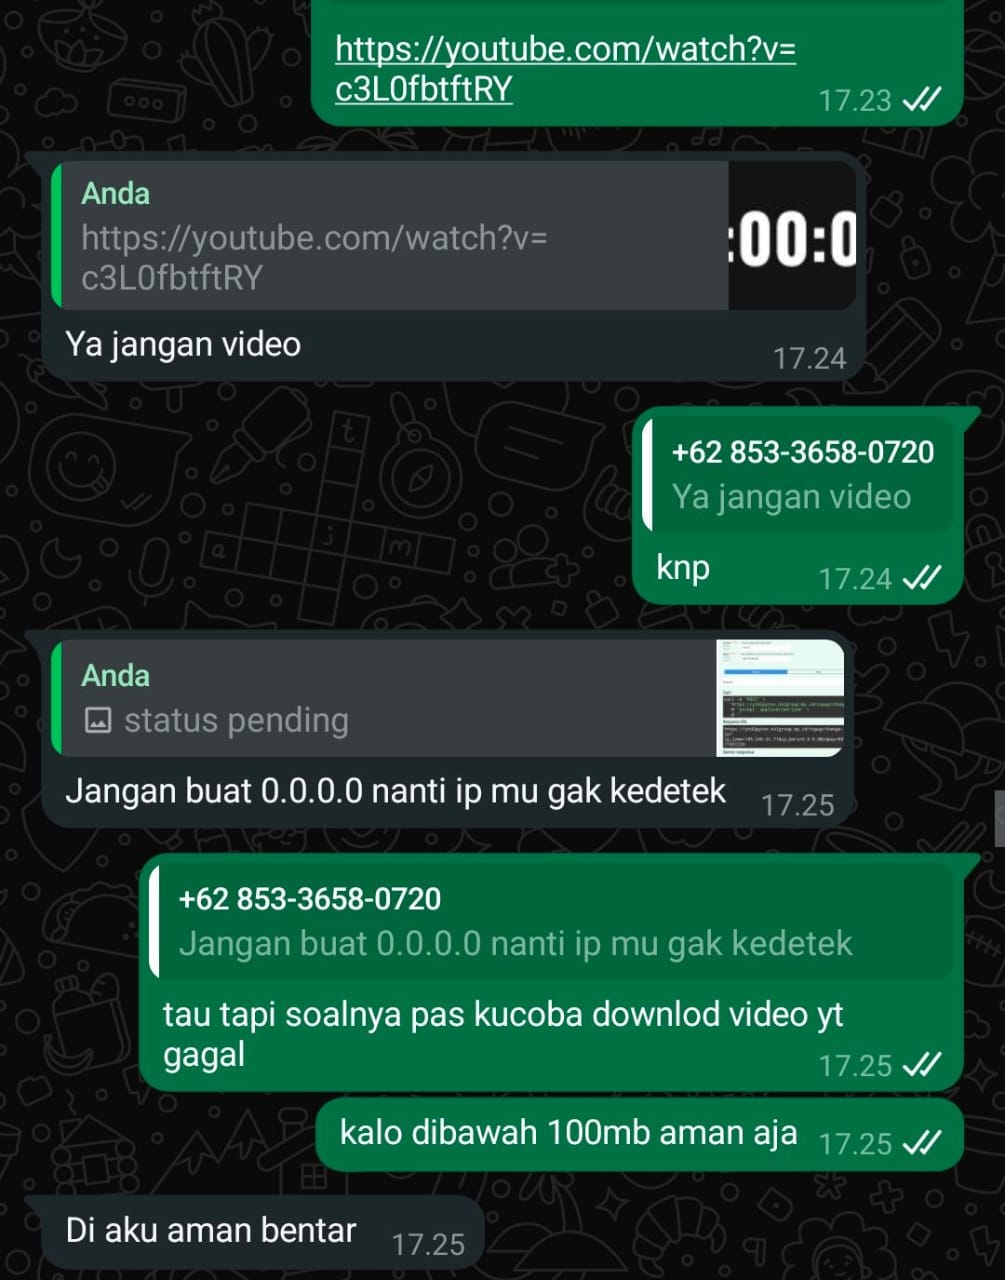 https://youtube.com/watch?v=
c3L0fbtftRY
17.23
Anda
https://youtube.com/watch?v=
c3L0fbtftRY
:00:0
Ya jangan video
17.24
+62 853-3658-0720
Ya jangan video
knp
17.24
Anda
status pending
Jangan buat 0.0.0.0 nanti ip mu gak kedetek
17.25
+62 853-3658-0720
Jangan buat 0.0.0.0 nanti ip mu gak kedetek
tau tapi soalnya pas kucoba downlod video yt
gagal
17.25
kalo dibawah 100mb aman aja
17.25
Di aku aman bentar
17.25